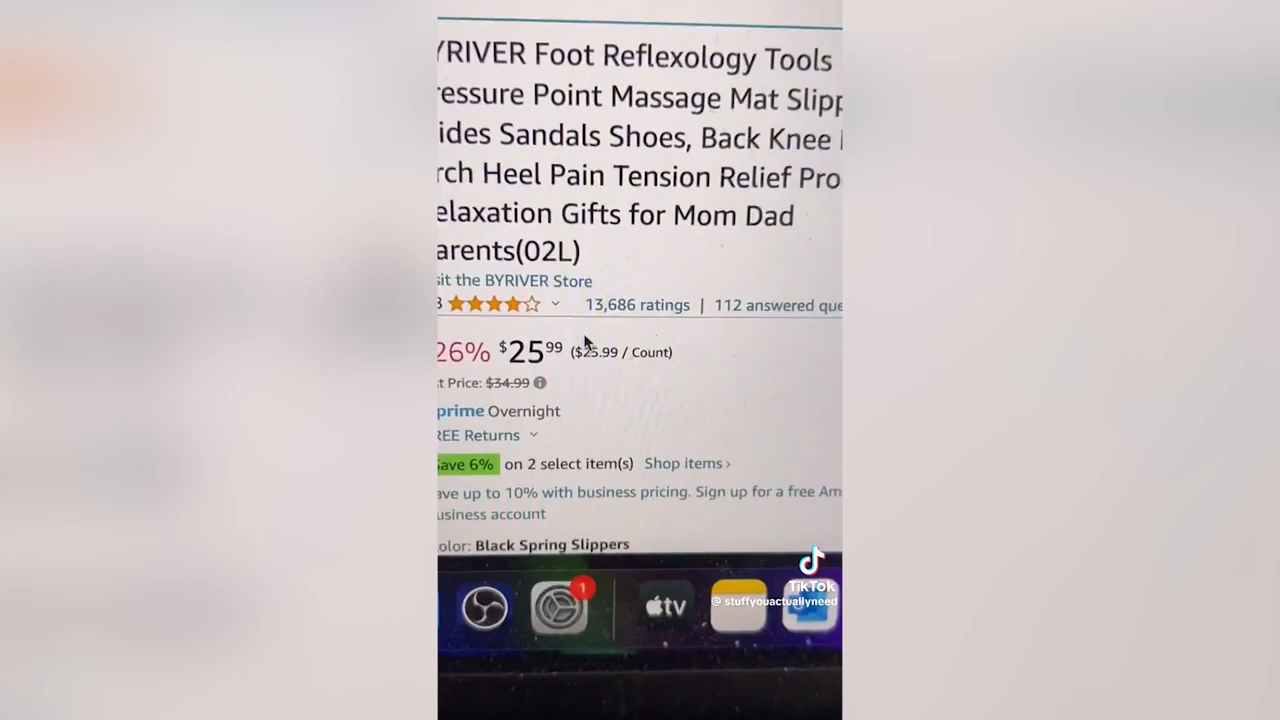 YRIVER Foot Reflexology Tools
ressure Point Massage Mat Slipp
ides Sandals Shoes, Back Knee
rch Heel Pain Tension Relief Pro
elaxation Gifts for Mom Dad
arents(02L)
sit the BYRIVER Store
13,686 ratings | 112 answered que
26% $25.99 ($25.99 / Count)
t Price: $34.99
prime Overnight
REE Returns
Save 6% on 2 select item(s) Shop items ›
ave up to 10% with business pricing. Sign up for a free Am
usiness account
olor: Black Spring Slippers
1
tv
TikTok
@ stuffyouactuallyneed